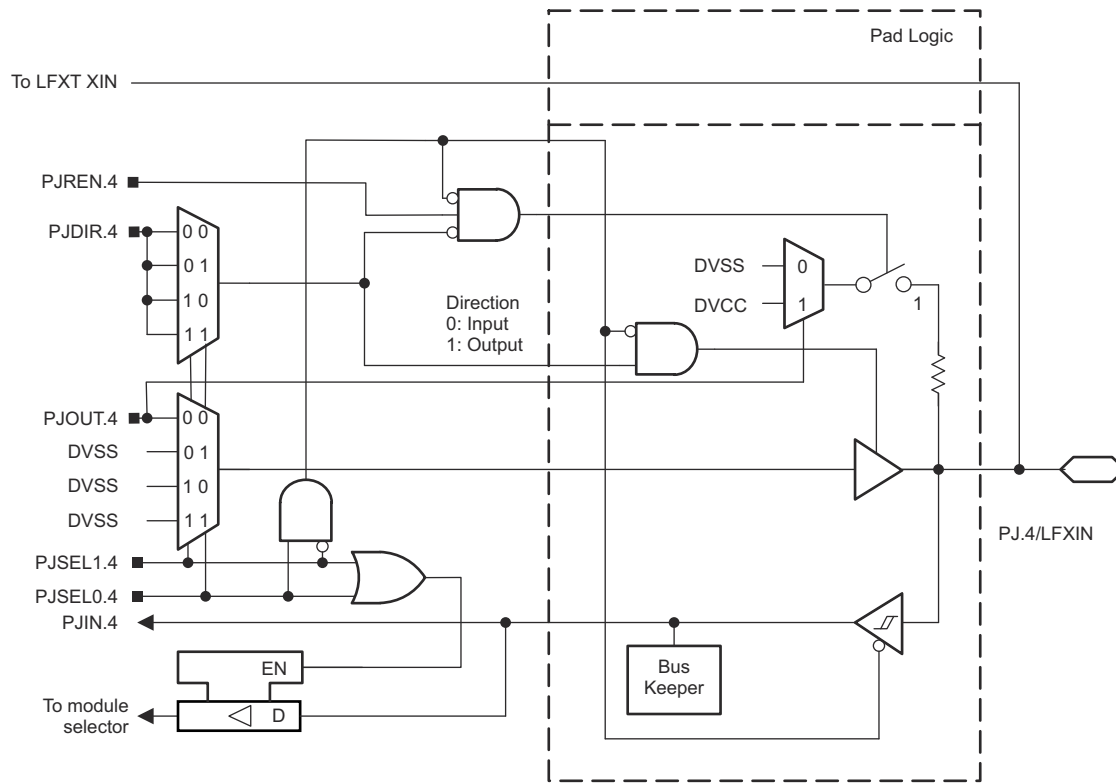 Pad Logic
To LFXT XIN
PJREN.4
PJDIR.4
0 0
0 1
1 0
1 1
Direction
0: Input
1: Output
DVSS
DVCC
0
1
1
PJOUT.4
DVSS
DVSS
DVSS
0 0
0 1
1 0
1 1
PJ.4/LFXIN
PJSEL1.4
PJSEL0.4
PJIN.4
Bus
Keeper
EN
D
To module
selector